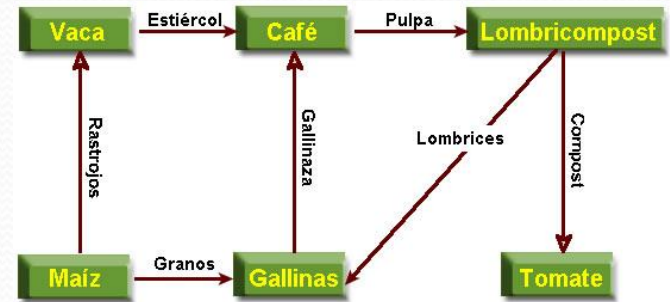 Vaca
Estiércol
Café
Pulpa
Lombricompost
Rastrojos
Gallinaza
Lombrices
Compost
Maíz
Granos
Gallinas
Tomate